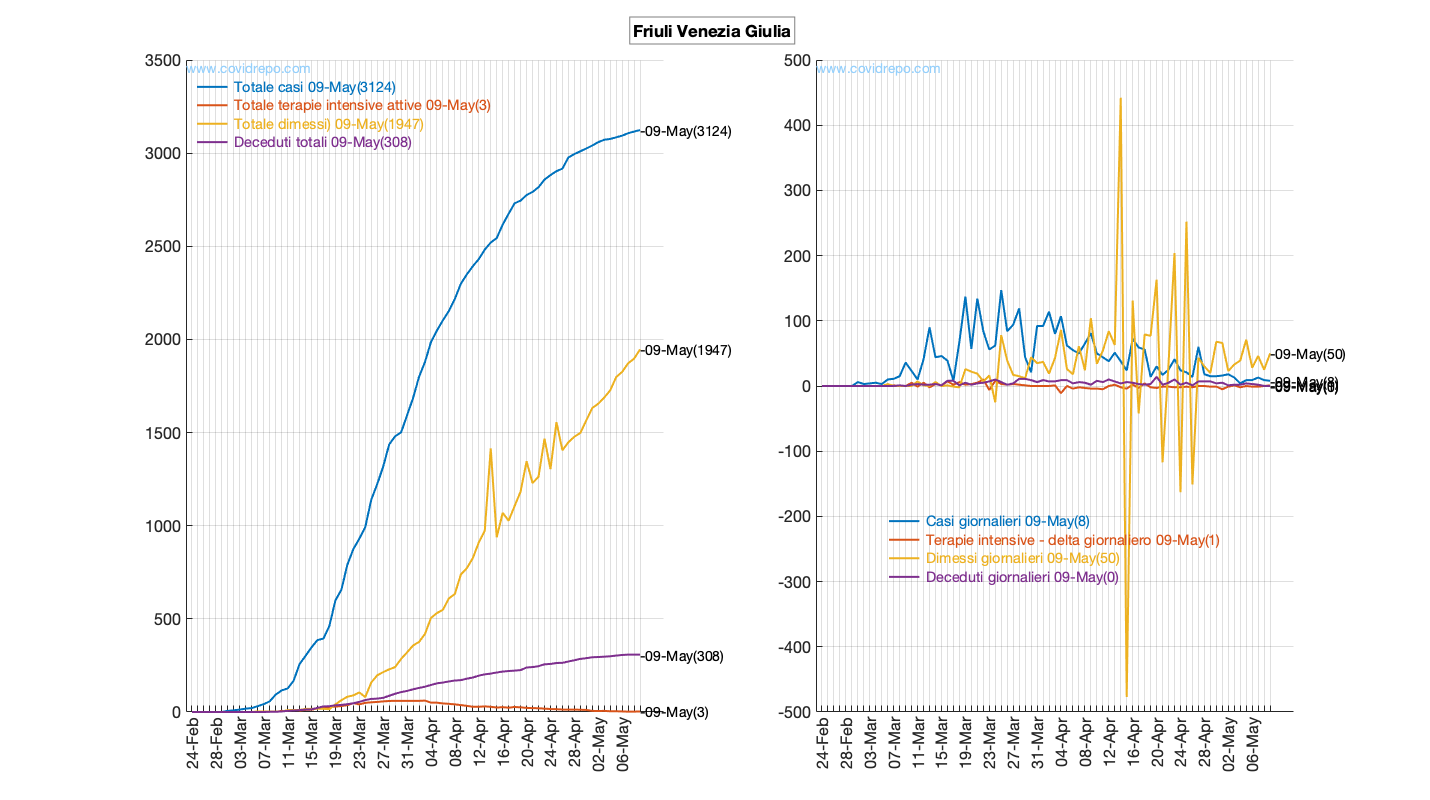 Friuli Venezia Giulia
3500
3000
2500
2000
1500
1000
500
0
www.covidrepo.com
Totale casi 09-May(3124)
Totale terapie intensive attive 09-May(3)
Totale dimessi) 09-May(1947)
Deceduti totali 09-May(308)
-09-May(3124)
-09-May(1947)
-09-May(308)
-09-May(3)
24-Feb
28-Feb
03-Mar
07-Mar
11-Mar
15-Mar
19-Mar
23-Mar
27-Mar
31-Mar
04-Apr
08-Apr
12-Apr
16-Apr
20-Apr
24-Apr
28-Apr
02-May
06-May
500
400
300
200
100
0
-100
-200
-300
-400
-500
www.covidrepo.com
-09-May(50)
Casi giornalieri 09-May(8)
Terapie intensive - delta giornaliero 09-May(1)
Dimessi giornalieri 09-May(50)
Deceduti giornalieri 09-May(0)
24-Feb
28-Feb
03-Mar
07-Mar
11-Mar
15-Mar
19-Mar
23-Mar
27-Mar
31-Mar
04-Apr
08-Apr
12-Apr
16-Apr
20-Apr
24-Apr
28-Apr
02-May
06-May